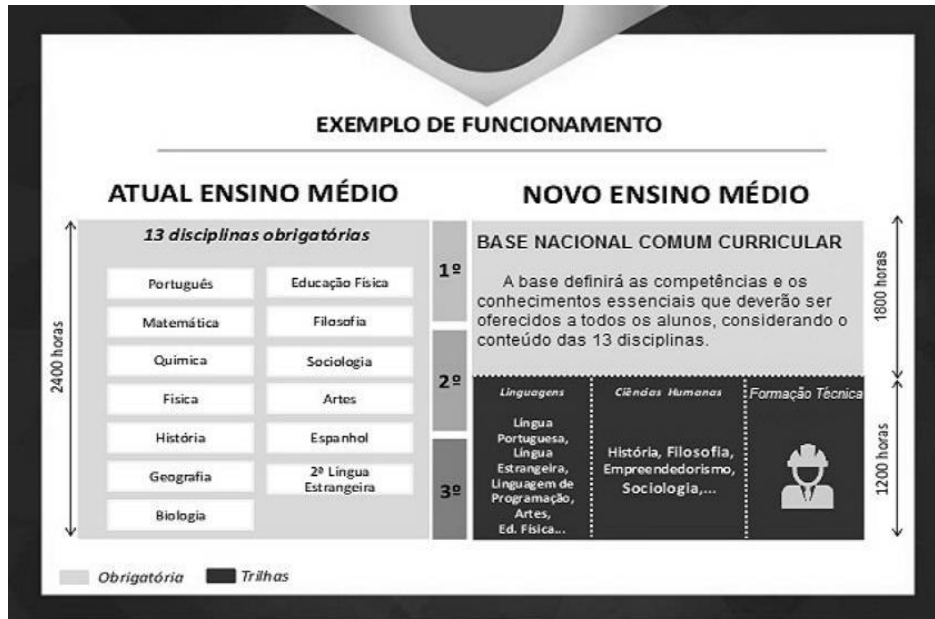 EXEMPLO DE FUNCIONAMENTO
ATUAL ENSINO MÉDIO
13 disciplinas obrigatórias
2400 horas
Português
Educação Física
Matemática
Filosofia
Química
Sociologia
Física
Artes
História
Espanhol
Geografia
2ª Língua
Estrangeira
Biologia
1º
2º
3º
NOVO ENSINO MÉDIO
BASE NACIONAL COMUM CURRICULAR
A base definirá as competências e os
conhecimentos essenciais que deverão ser
oferecidos a todos os alunos, considerando o
conteúdo das 13 disciplinas.
1800 horas
Linguagens
Língua
Portuguesa,
Língua
Estrangeira,
Linguagem de
Programação,
Artes,
Ed. Física...
Ciências Humanas
História, Filosofia,
Empreendedorismo,
Sociologia,...
Formação Técnica
1200 horas
Obrigatória
Trilhas